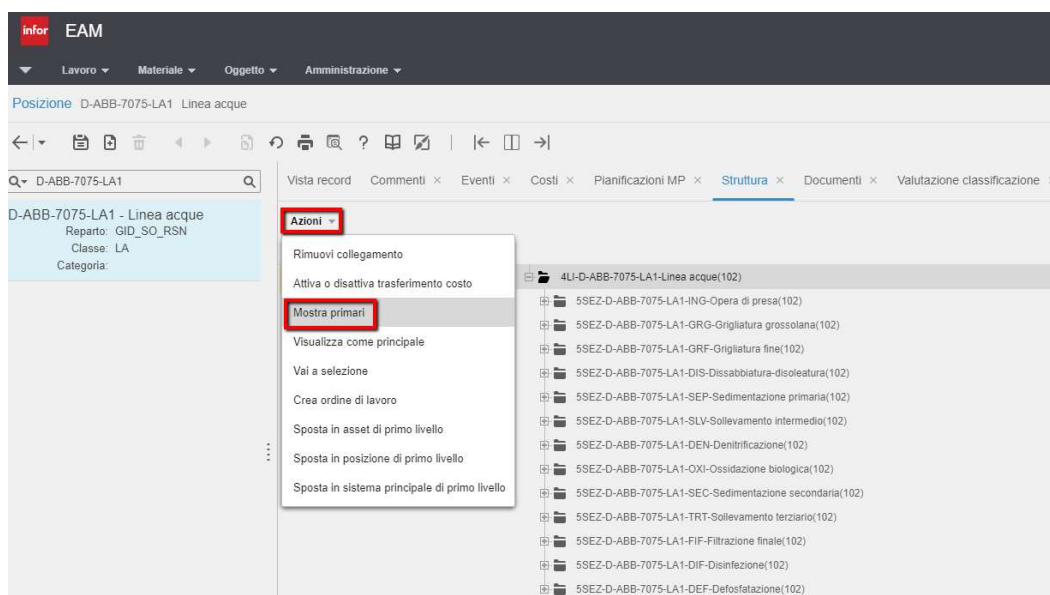 infor EAM
Lavoro Materiale Oggetto Amministrazione
Posizione D-ABB-7075-LA1 Linea acque
D-ABB-7075-LA1
Vista record Commenti × Eventi × Costi × Pianificazioni MP × Struttura × Documenti × Valutazione classificazione
D-ABB-7075-LA1 - Linea acque
Reparto: GID_SO_RSN
Classe: LA
Categoria:
Azioni
Rimuovi collegamento
Attiva o disattiva trasferimento costo
Mostra primari
Visualizza come principale
Vai a selezione
Crea ordine di lavoro
Sposta in asset di primo livello
Sposta in posizione di primo livello
Sposta in sistema principale di primo livello
4LI-D-ABB-7075-LA1-Linea acque(102)
5SEZ-D-ABB-7075-LA1-ING-Opera di presa(102)
5SEZ-D-ABB-7075-LA1-GRG-Grigliatura grossolana(102)
5SEZ-D-ABB-7075-LA1-GRF-Grigliatura fine(102)
5SEZ-D-ABB-7075-LA1-DIS-Dissabbiatura-disoleatura(102)
5SEZ-D-ABB-7075-LA1-SEP-Sedimentazione primaria(102)
5SEZ-D-ABB-7075-LA1-SLV-Sollevamento intermedio(102)
5SEZ-D-ABB-7075-LA1-DEN-Denitrificazione(102)
5SEZ-D-ABB-7075-LA1-OXI-Ossidazione biologica(102)
5SEZ-D-ABB-7075-LA1-SEC-Sedimentazione secondaria(102)
5SEZ-D-ABB-7075-LA1-TRT-Sollevamento terziario(102)
5SEZ-D-ABB-7075-LA1-FIF-Filtrazione finale(102)
5SEZ-D-ABB-7075-LA1-DIF-Disinfezione(102)
5SEZ-D-ABB-7075-LA1-DEF-Defosfatazione(102)